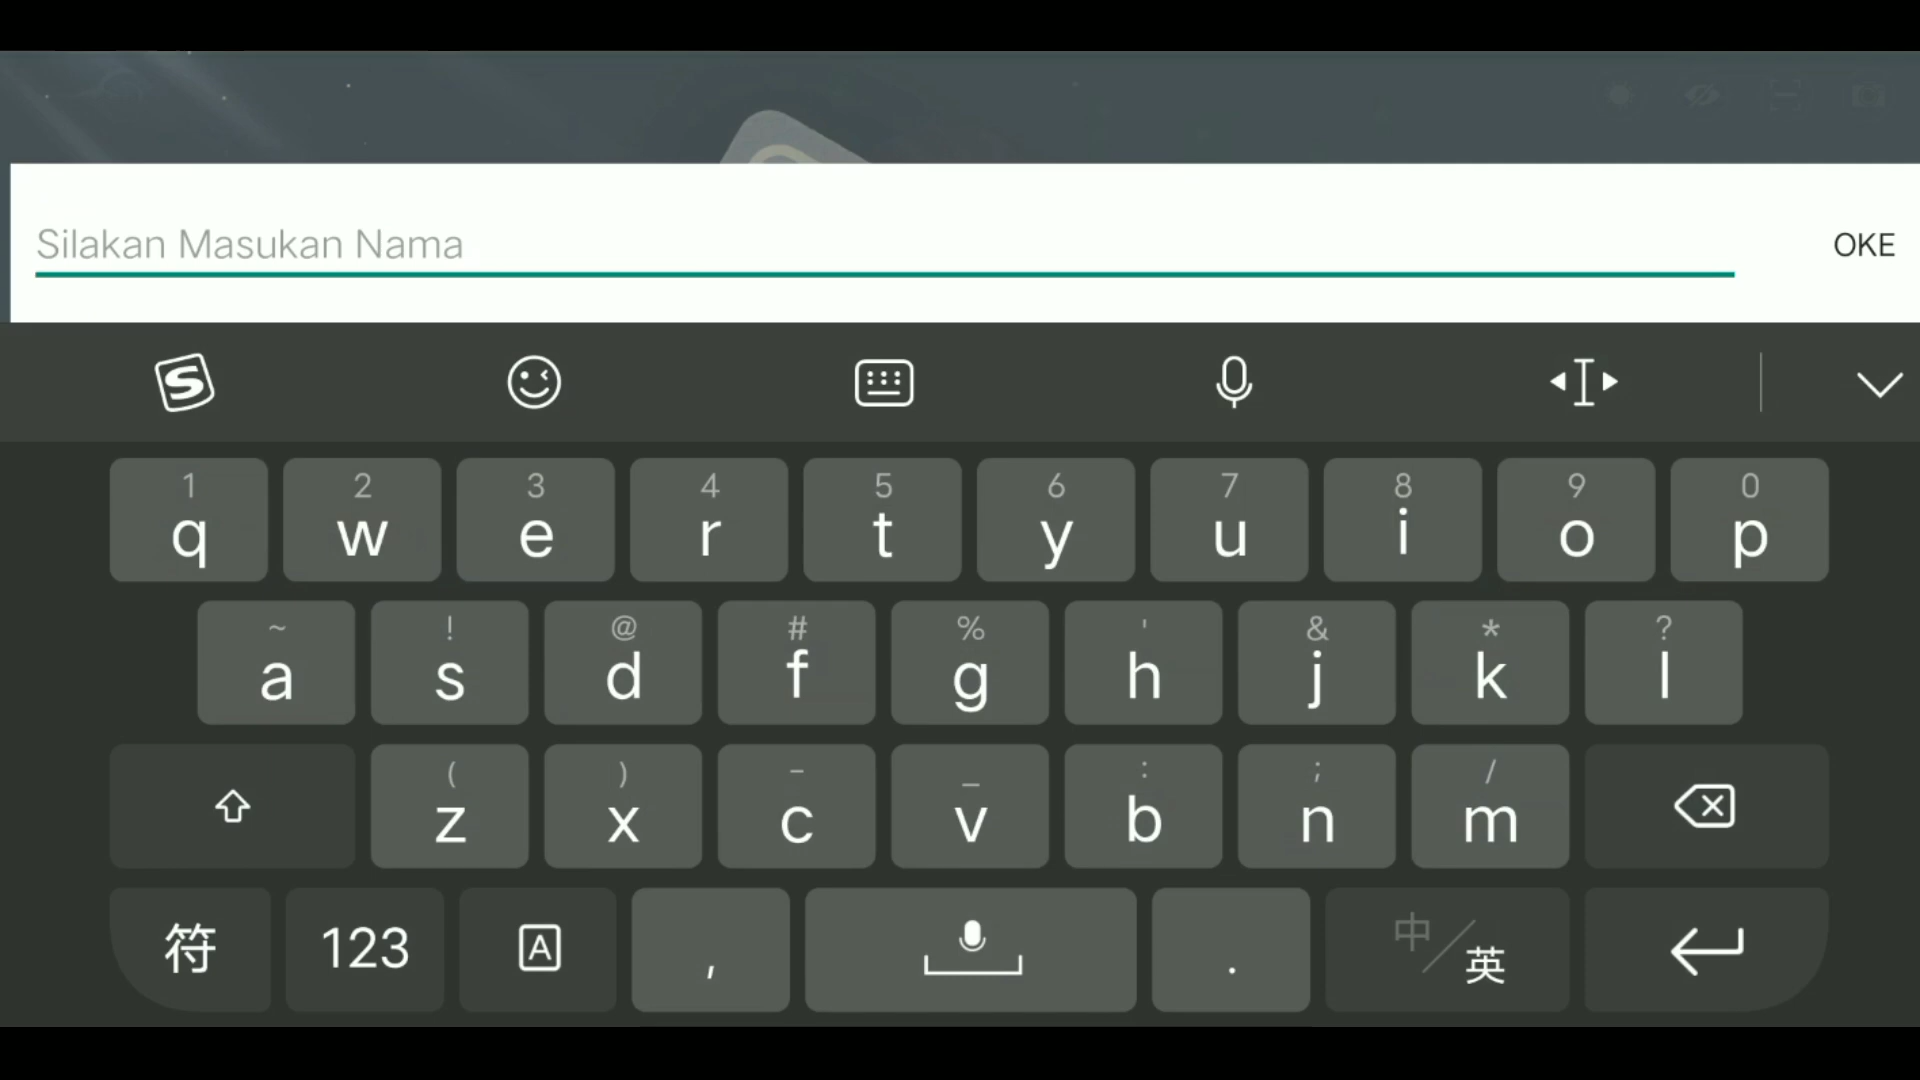 Silakan Masukan Nama
OKE
S
1 2 3 4 5 6 7 8 9 0
q w e r t y u i o p
~ ! @ # % ' & * ?
a s d f g h j k l
( ) - _ : ; /
z x c v b n m
符 123 A , . 中/英